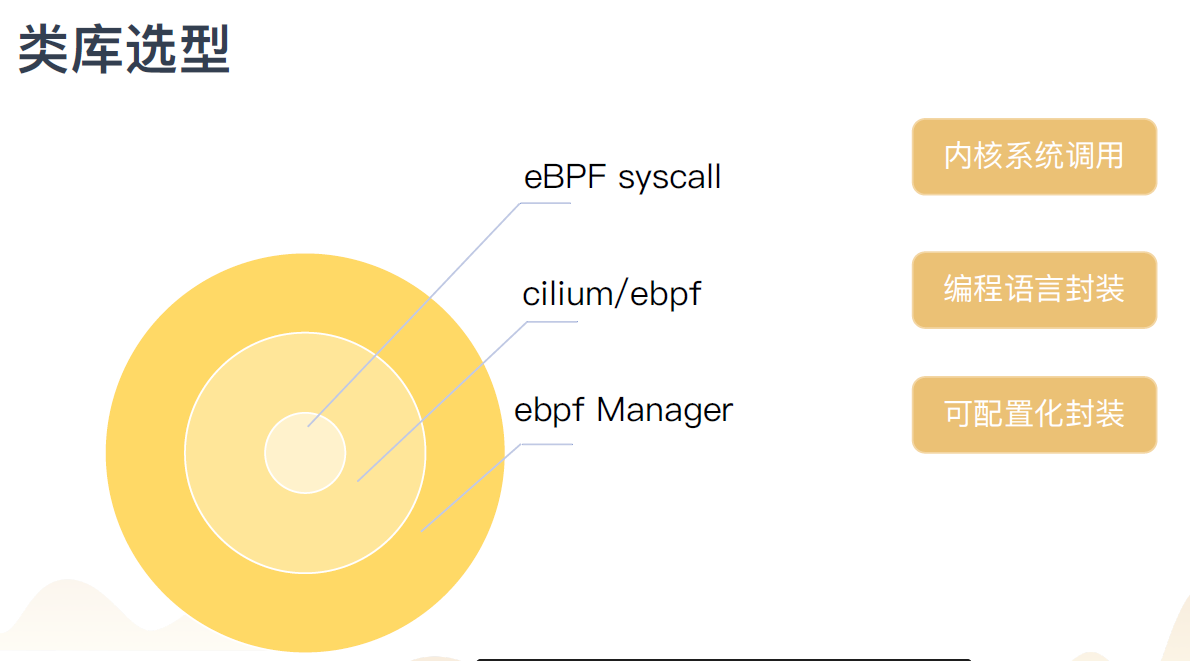 类库选型
eBPF syscall
内核系统调用
cilium/ebpf
编程语言封装
ebpf Manager
可配置化封装